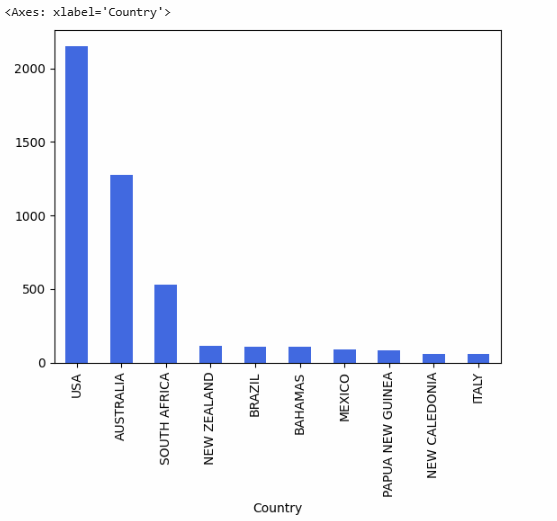 <Axes: xlabel='Country'>
2000
1500
1000
500
0
USA
AUSTRALIA
SOUTH AFRICA
NEW ZEALAND
BRAZIL
BAHAMAS
MEXICO
PAPUA NEW GUINEA
NEW CALEDONIA
ITALY
Country